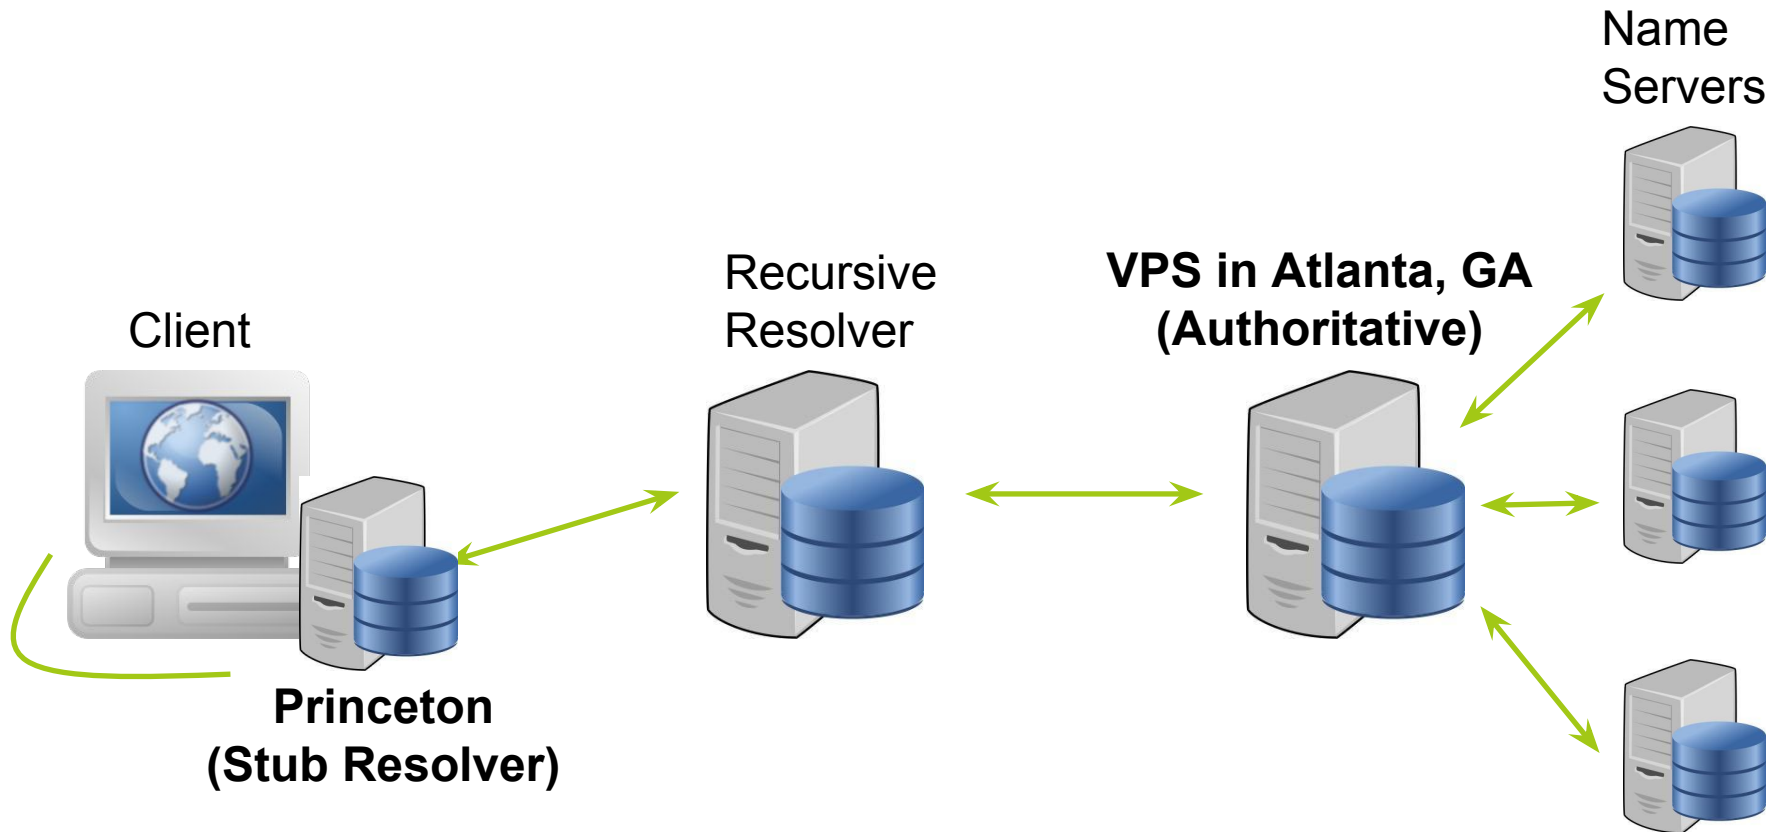 Name
Servers
Recursive
Resolver
VPS in Atlanta, GA
(Authoritative)
Client
Princeton
(Stub Resolver)